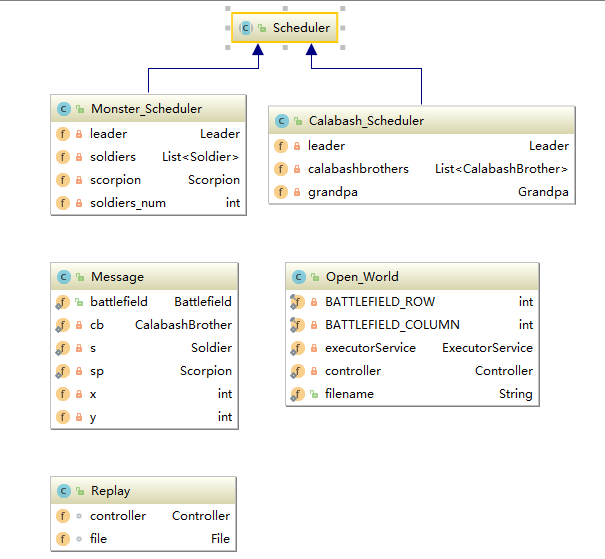 Scheduler
Monster_Scheduler
leader Leader
soldiers List<Soldier>
scorpion Scorpion
soldiers_num int
Calabash_Scheduler
leader Leader
calabashbrothers List<CalabashBrother>
grandpa Grandpa
Message
battlefield Battlefield
cb CalabashBrother
s Soldier
sp Scorpion
x int
y int
Open_World
BATTLEFIELD_ROW int
BATTLEFIELD_COLUMN int
executorService ExecutorService
controller Controller
filename String
Replay
controller Controller
file File